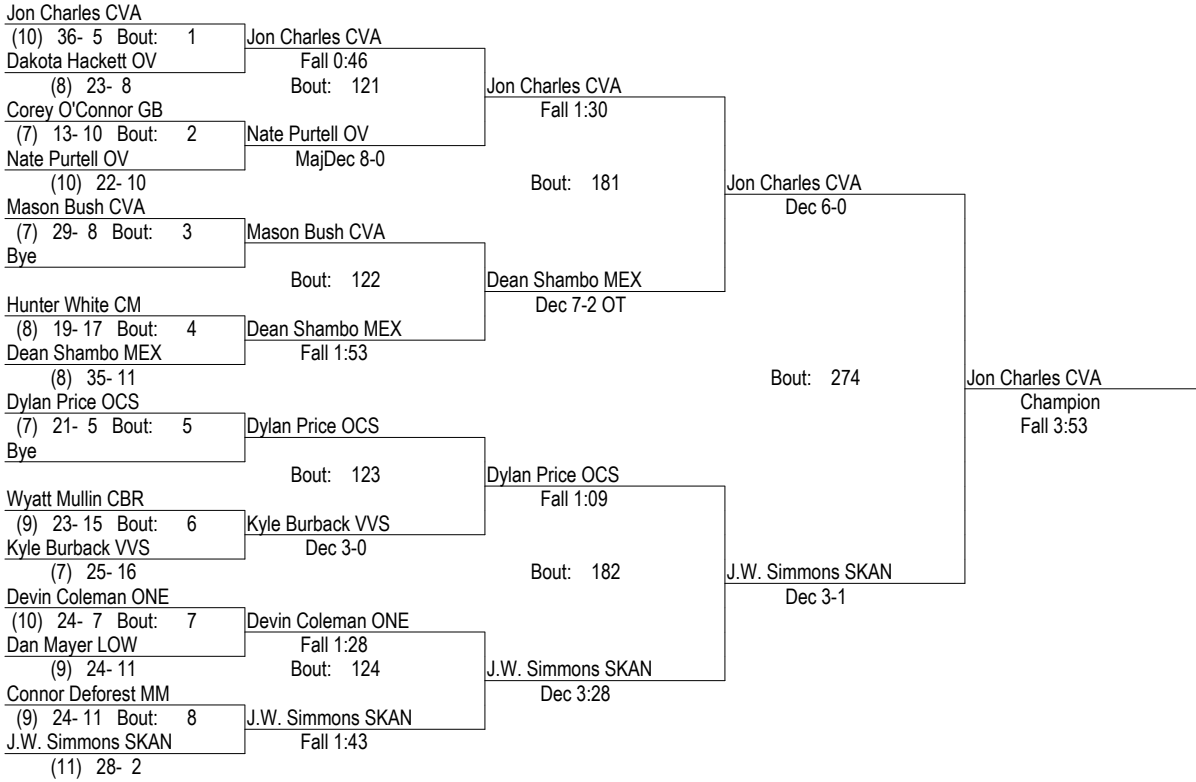 Jon Charles CVA
(10) 36- 5 Bout: 1
Jon Charles CVA
Dakota Hackett OV
Fall 0:46
(8) 23- 8
Bout: 121
Jon Charles CVA
Corey O'Connor GB
Fall 1:30
(7) 13- 10 Bout: 2
Nate Purtell OV
Nate Purtell OV
MajDec 8-0
(10) 22- 10
Bout: 181
Jon Charles CVA
Mason Bush CVA
Dec 6-0
(7) 29- 8 Bout: 3
Mason Bush CVA
Bye
Bout: 122
Dean Shambo MEX
Hunter White CM
Dec 7-2 OT
(8) 19- 17 Bout: 4
Dean Shambo MEX
Dean Shambo MEX
Fall 1:53
(8) 35- 11
Bout: 274
Jon Charles CVA
Dylan Price OCS
Champion
(7) 21- 5 Bout: 5
Dylan Price OCS
Fall 3:53
Bye
Bout: 123
Dylan Price OCS
Wyatt Mullin CBR
Fall 1:09
(9) 23- 15 Bout: 6
Kyle Burback VVS
Kyle Burback VVS
Dec 3-0
(7) 25- 16
Bout: 182
J.W. Simmons SKAN
Devin Coleman ONE
Dec 3-1
(10) 24- 7 Bout: 7
Devin Coleman ONE
Dan Mayer LOW
Fall 1:28
(9) 24- 11
Bout: 124
J.W. Simmons SKAN
Connor Deforest MM
Dec 3:28
(9) 24- 11 Bout: 8
J.W. Simmons SKAN
J.W. Simmons SKAN
Fall 1:43
(11) 28- 2